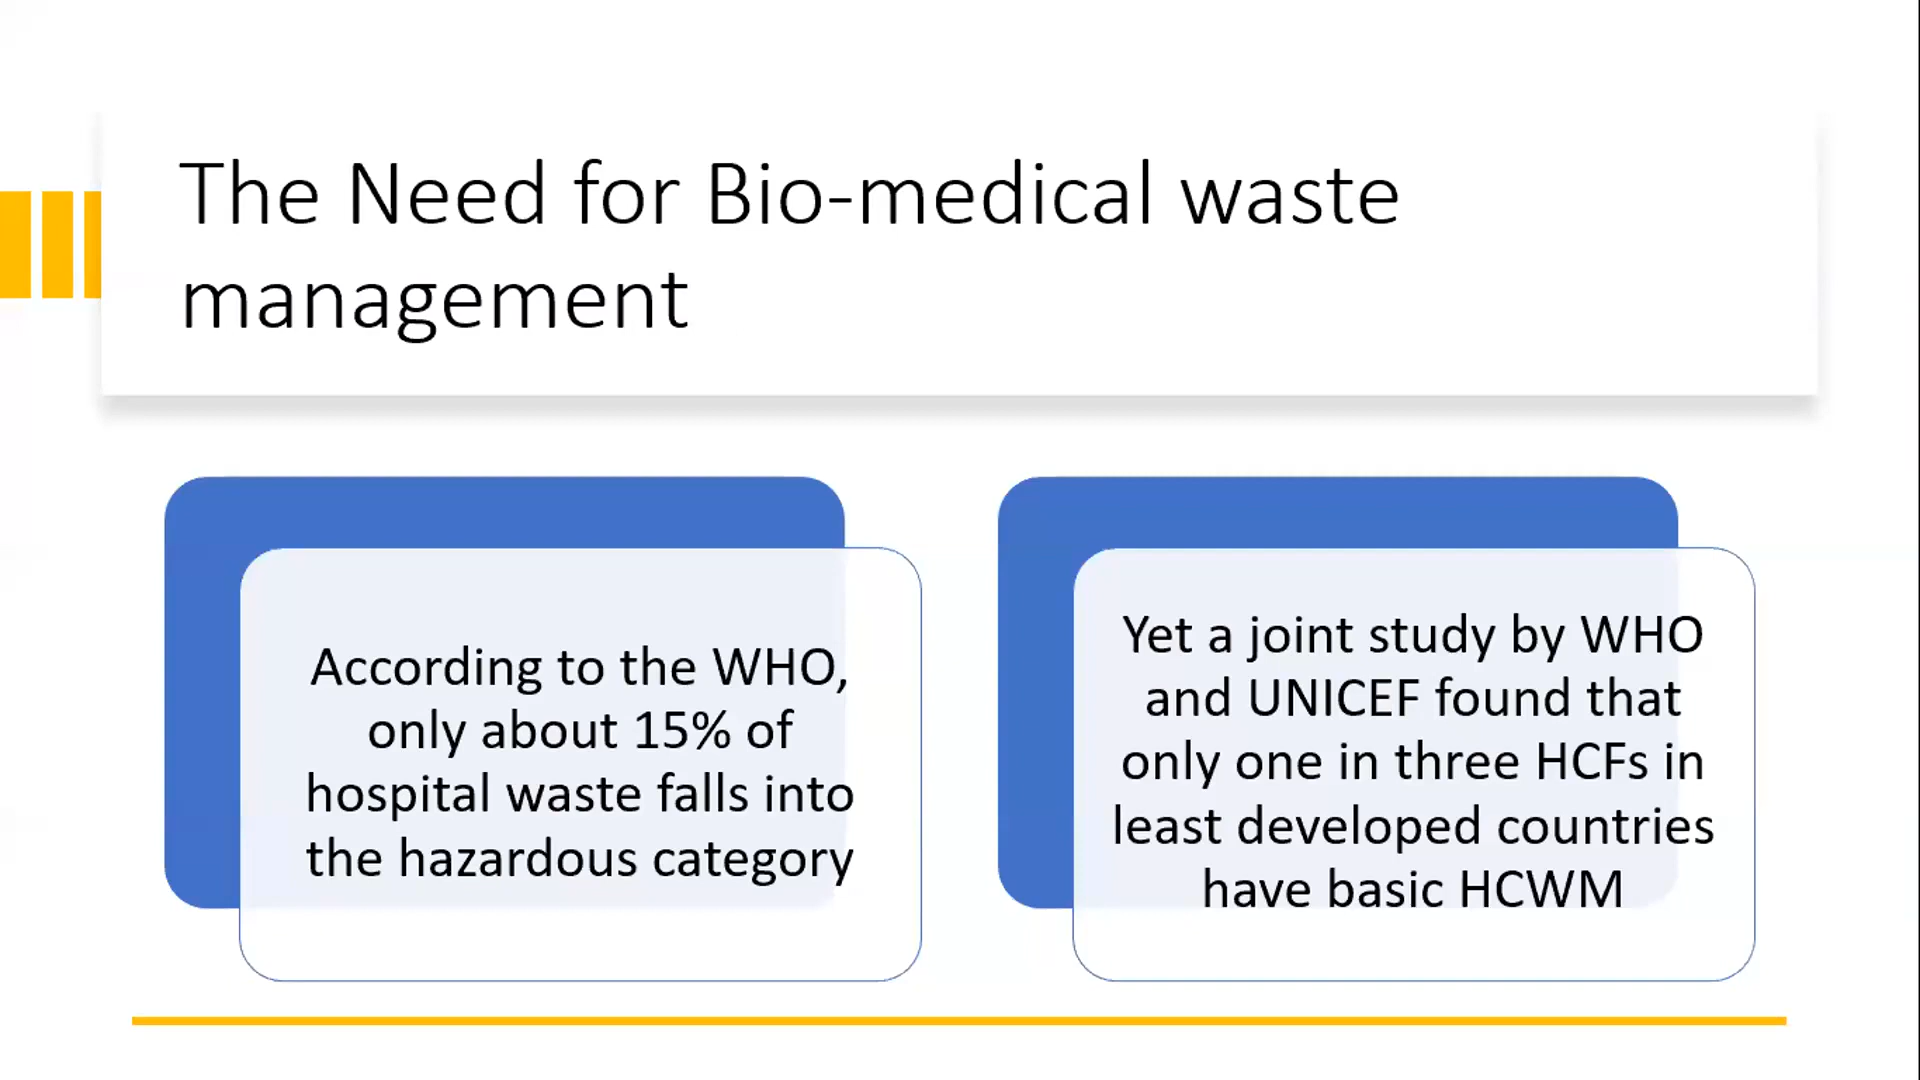 The Need for Bio-medical waste
management
According to the WHO,
only about 15% of
hospital waste falls into
the hazardous category
Yet a joint study by WHO
and UNICEF found that
only one in three HCFs in
least developed countries
have basic HCWM